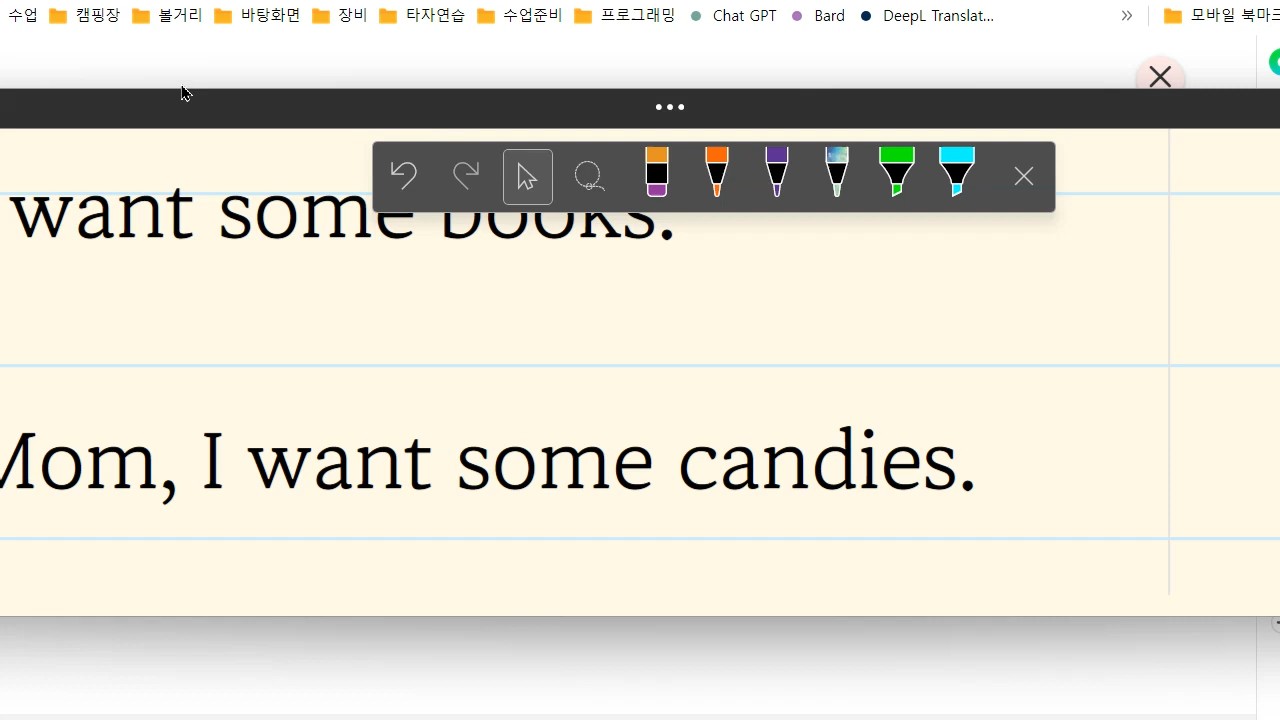 수업 캠핑장 볼거리 바탕화면 장비 타자연습 수업준비 프로그래밍 Chat GPT Bard DeepL Translat... » 모바일 북마크
want some books.
Mom, I want some candies.